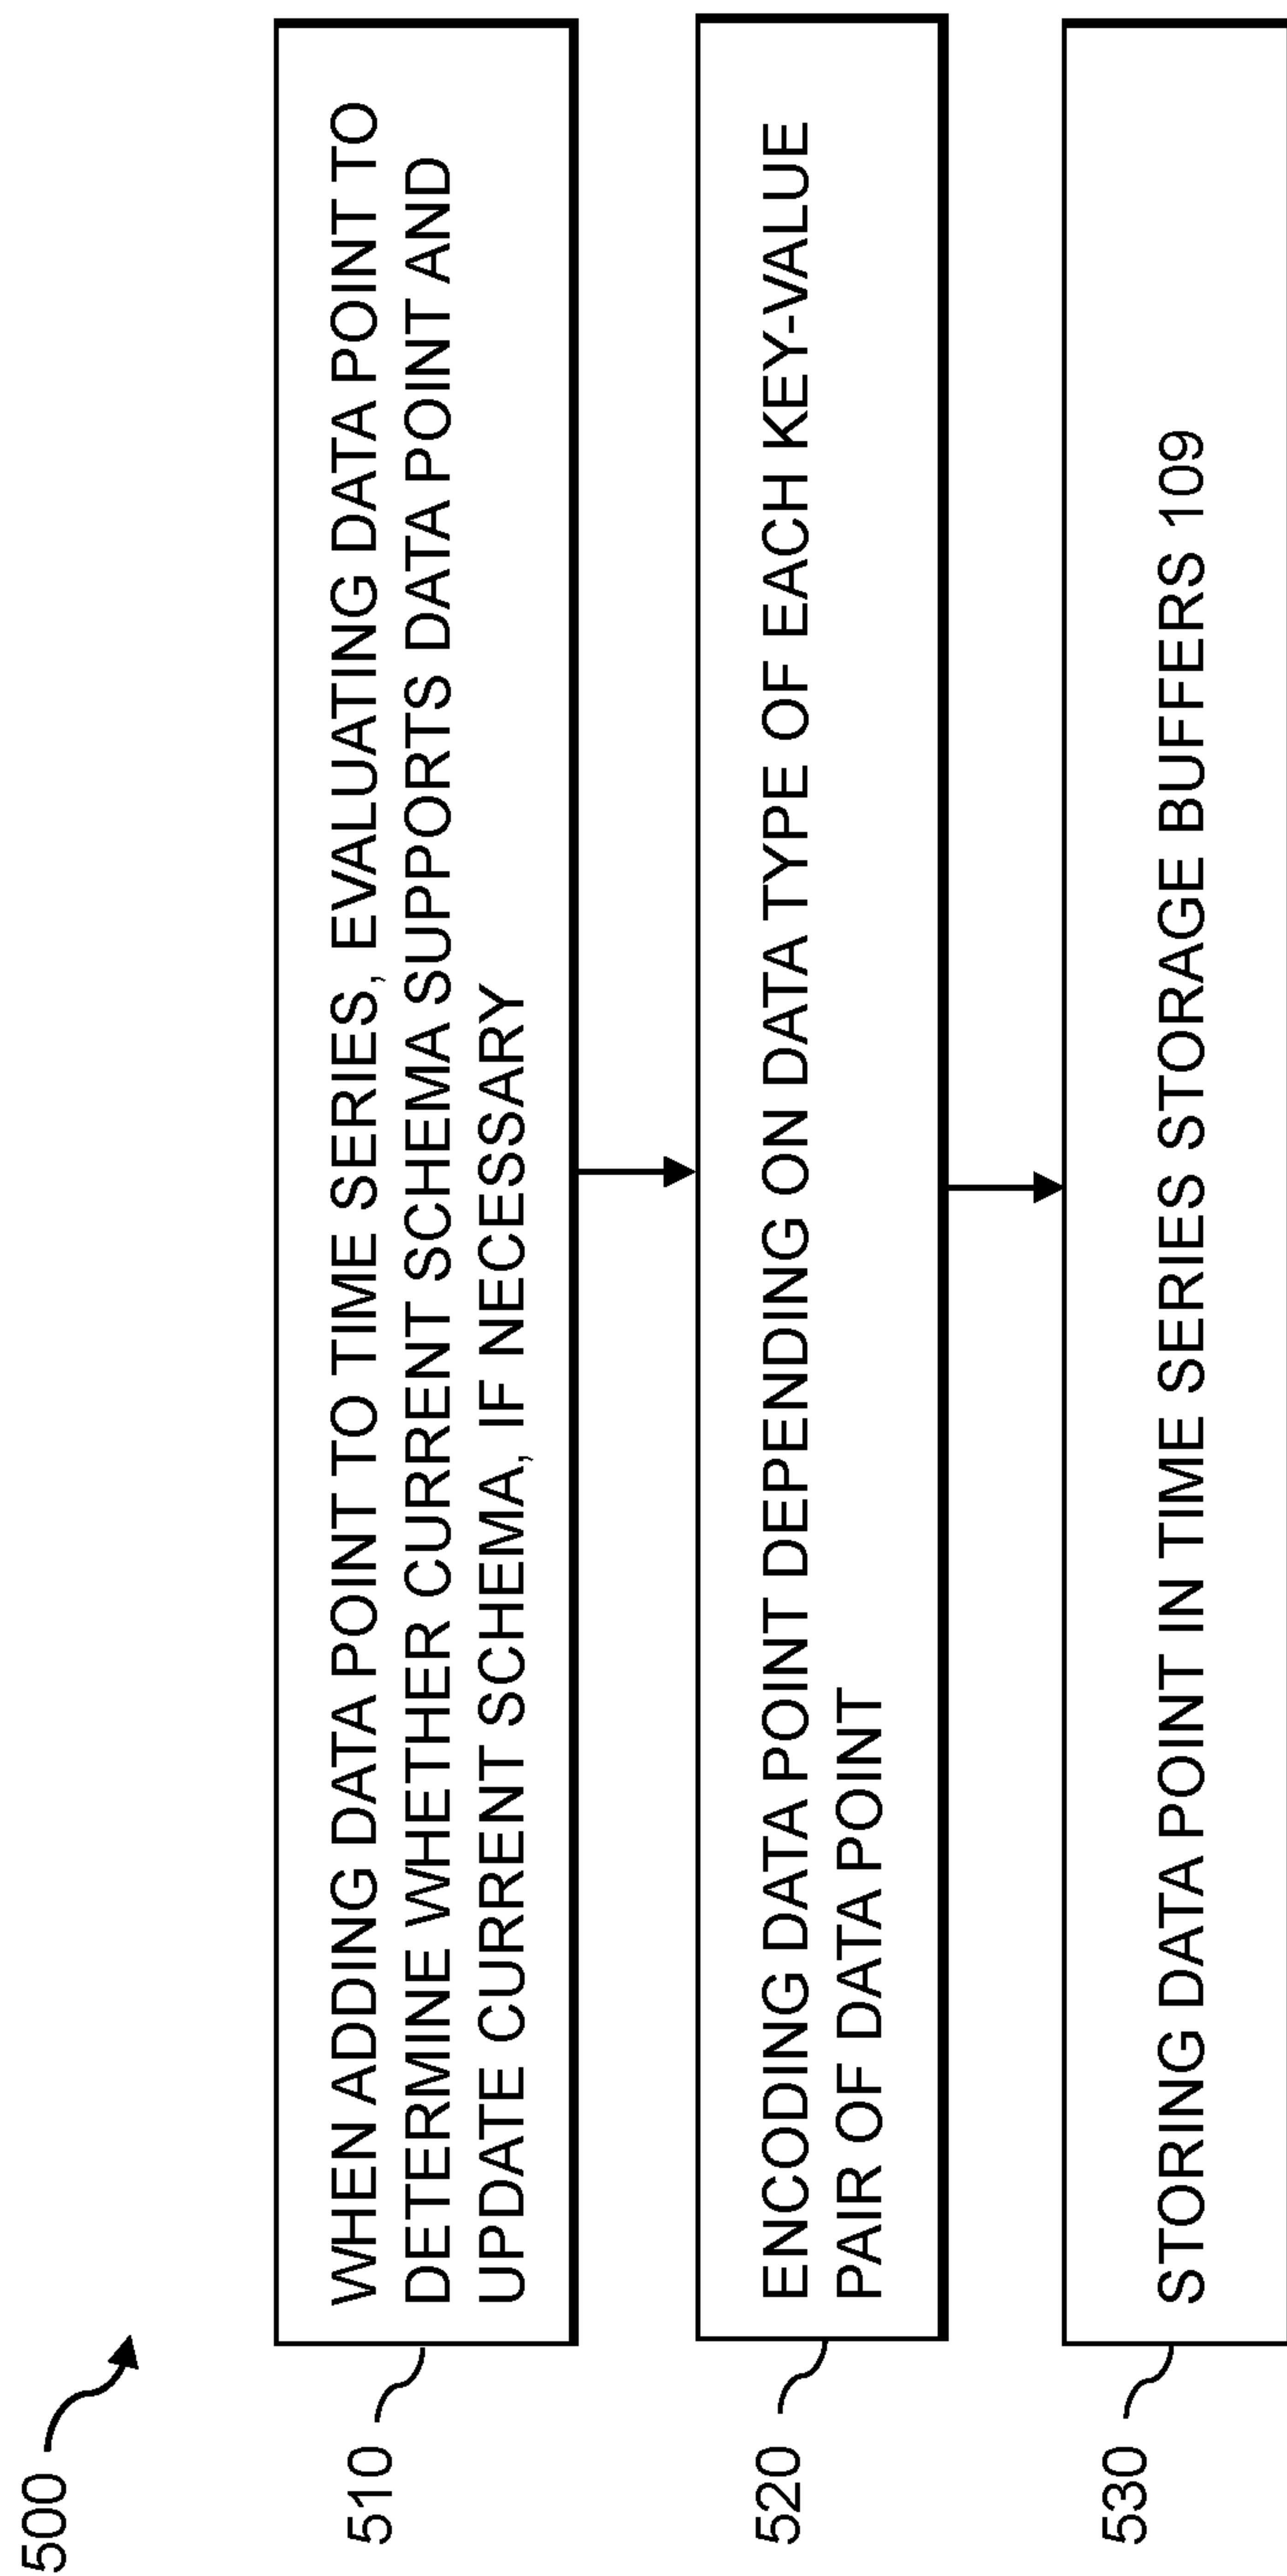 500
510
WHEN ADDING DATA POINT TO TIME SERIES, EVALUATING DATA POINT TO
DETERMINE WHETHER CURRENT SCHEMA SUPPORTS DATA POINT AND
UPDATE CURRENT SCHEMA, IF NECESSARY
520
ENCODING DATA POINT DEPENDING ON DATA TYPE OF EACH KEY-VALUE
PAIR OF DATA POINT
530
STORING DATA POINT IN TIME SERIES STORAGE BUFFERS 109